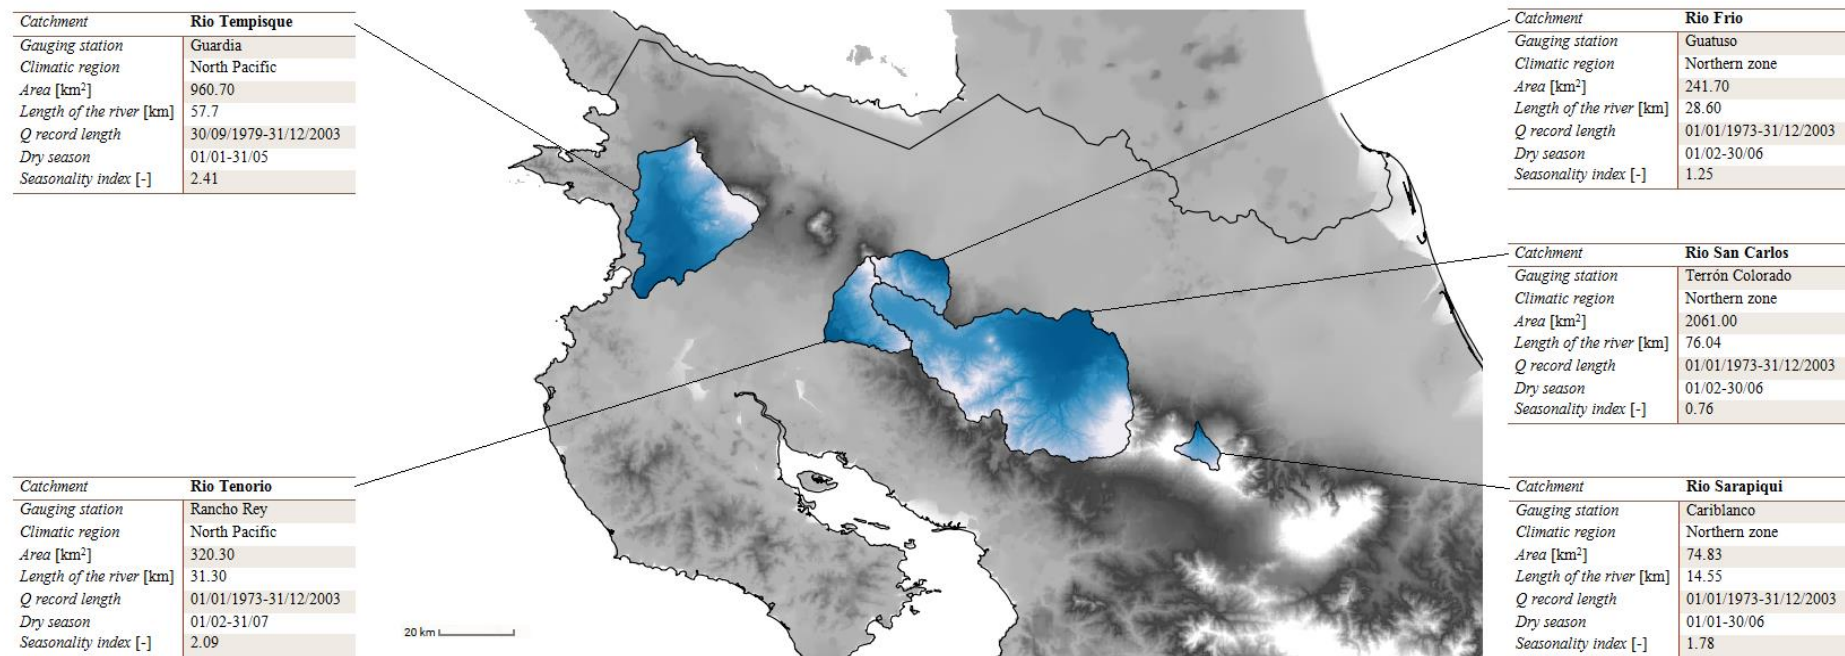 Catchment Rio Tempisque
Gauging station Guardia
Climatic region North Pacific
Area [km²] 960.70
Length of the river [km] 57.7
Q record length 30/09/1979-31/12/2003
Dry season 01/01-31/05
Seasonality index [-] 2.41
Catchment Rio Tenorio
Gauging station Rancho Rey
Climatic region North Pacific
Area [km²] 320.30
Length of the river [km] 31.30
Q record length 01/01/1973-31/12/2003
Dry season 01/02-31/07
Seasonality index [-] 2.09
20 km
Catchment Rio Frio
Gauging station Guatuso
Climatic region Northern zone
Area [km²] 241.70
Length of the river [km] 28.60
Q record length 01/01/1973-31/12/2003
Dry season 01/02-30/06
Seasonality index [-] 1.25
Catchment Rio San Carlos
Gauging station Terrón Colorado
Climatic region Northern zone
Area [km²] 2061.00
Length of the river [km] 76.04
Q record length 01/01/1973-31/12/2003
Dry season 01/02-30/06
Seasonality index [-] 0.76
Catchment Rio Sarapiqui
Gauging station Cariblanco
Climatic region Northern zone
Area [km²] 74.83
Length of the river [km] 14.55
Q record length 01/01/1973-31/12/2003
Dry season 01/01-30/06
Seasonality index [-] 1.78